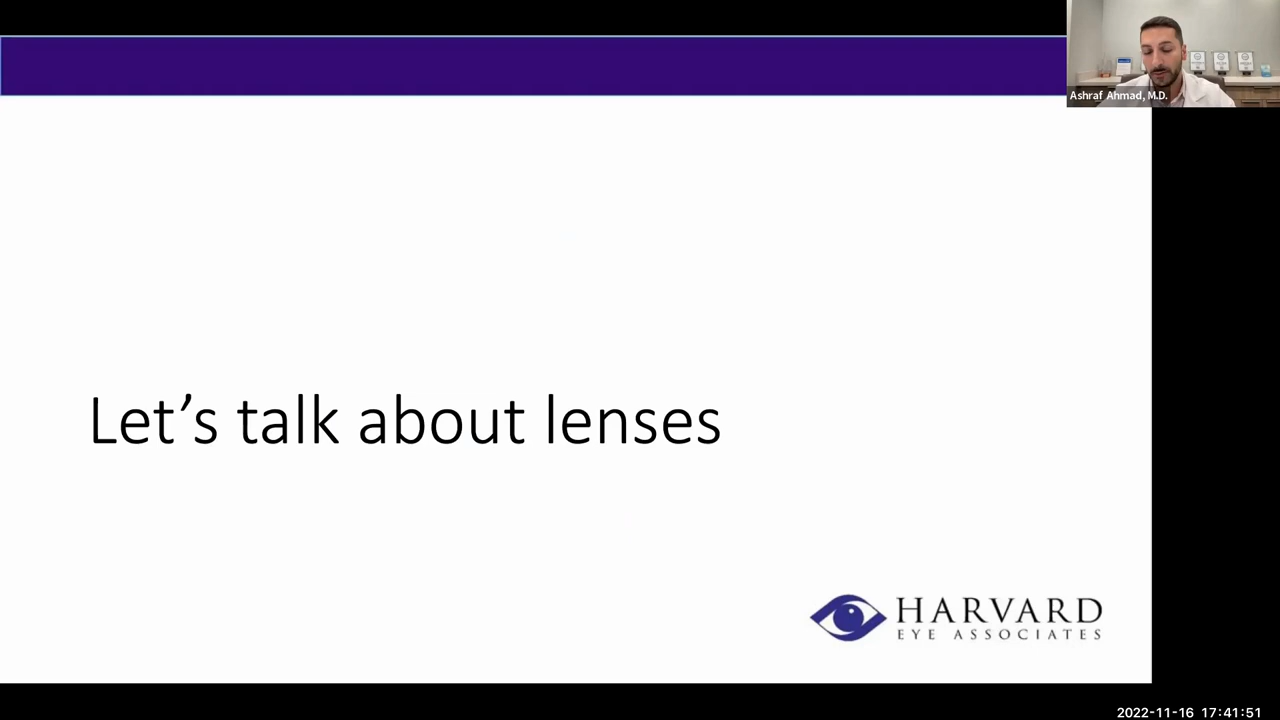 Ashraf Ahmad, M.D.
Let’s talk about lenses
HARVARD
EYE ASSOCIATES
2022-11-16 17:41:51